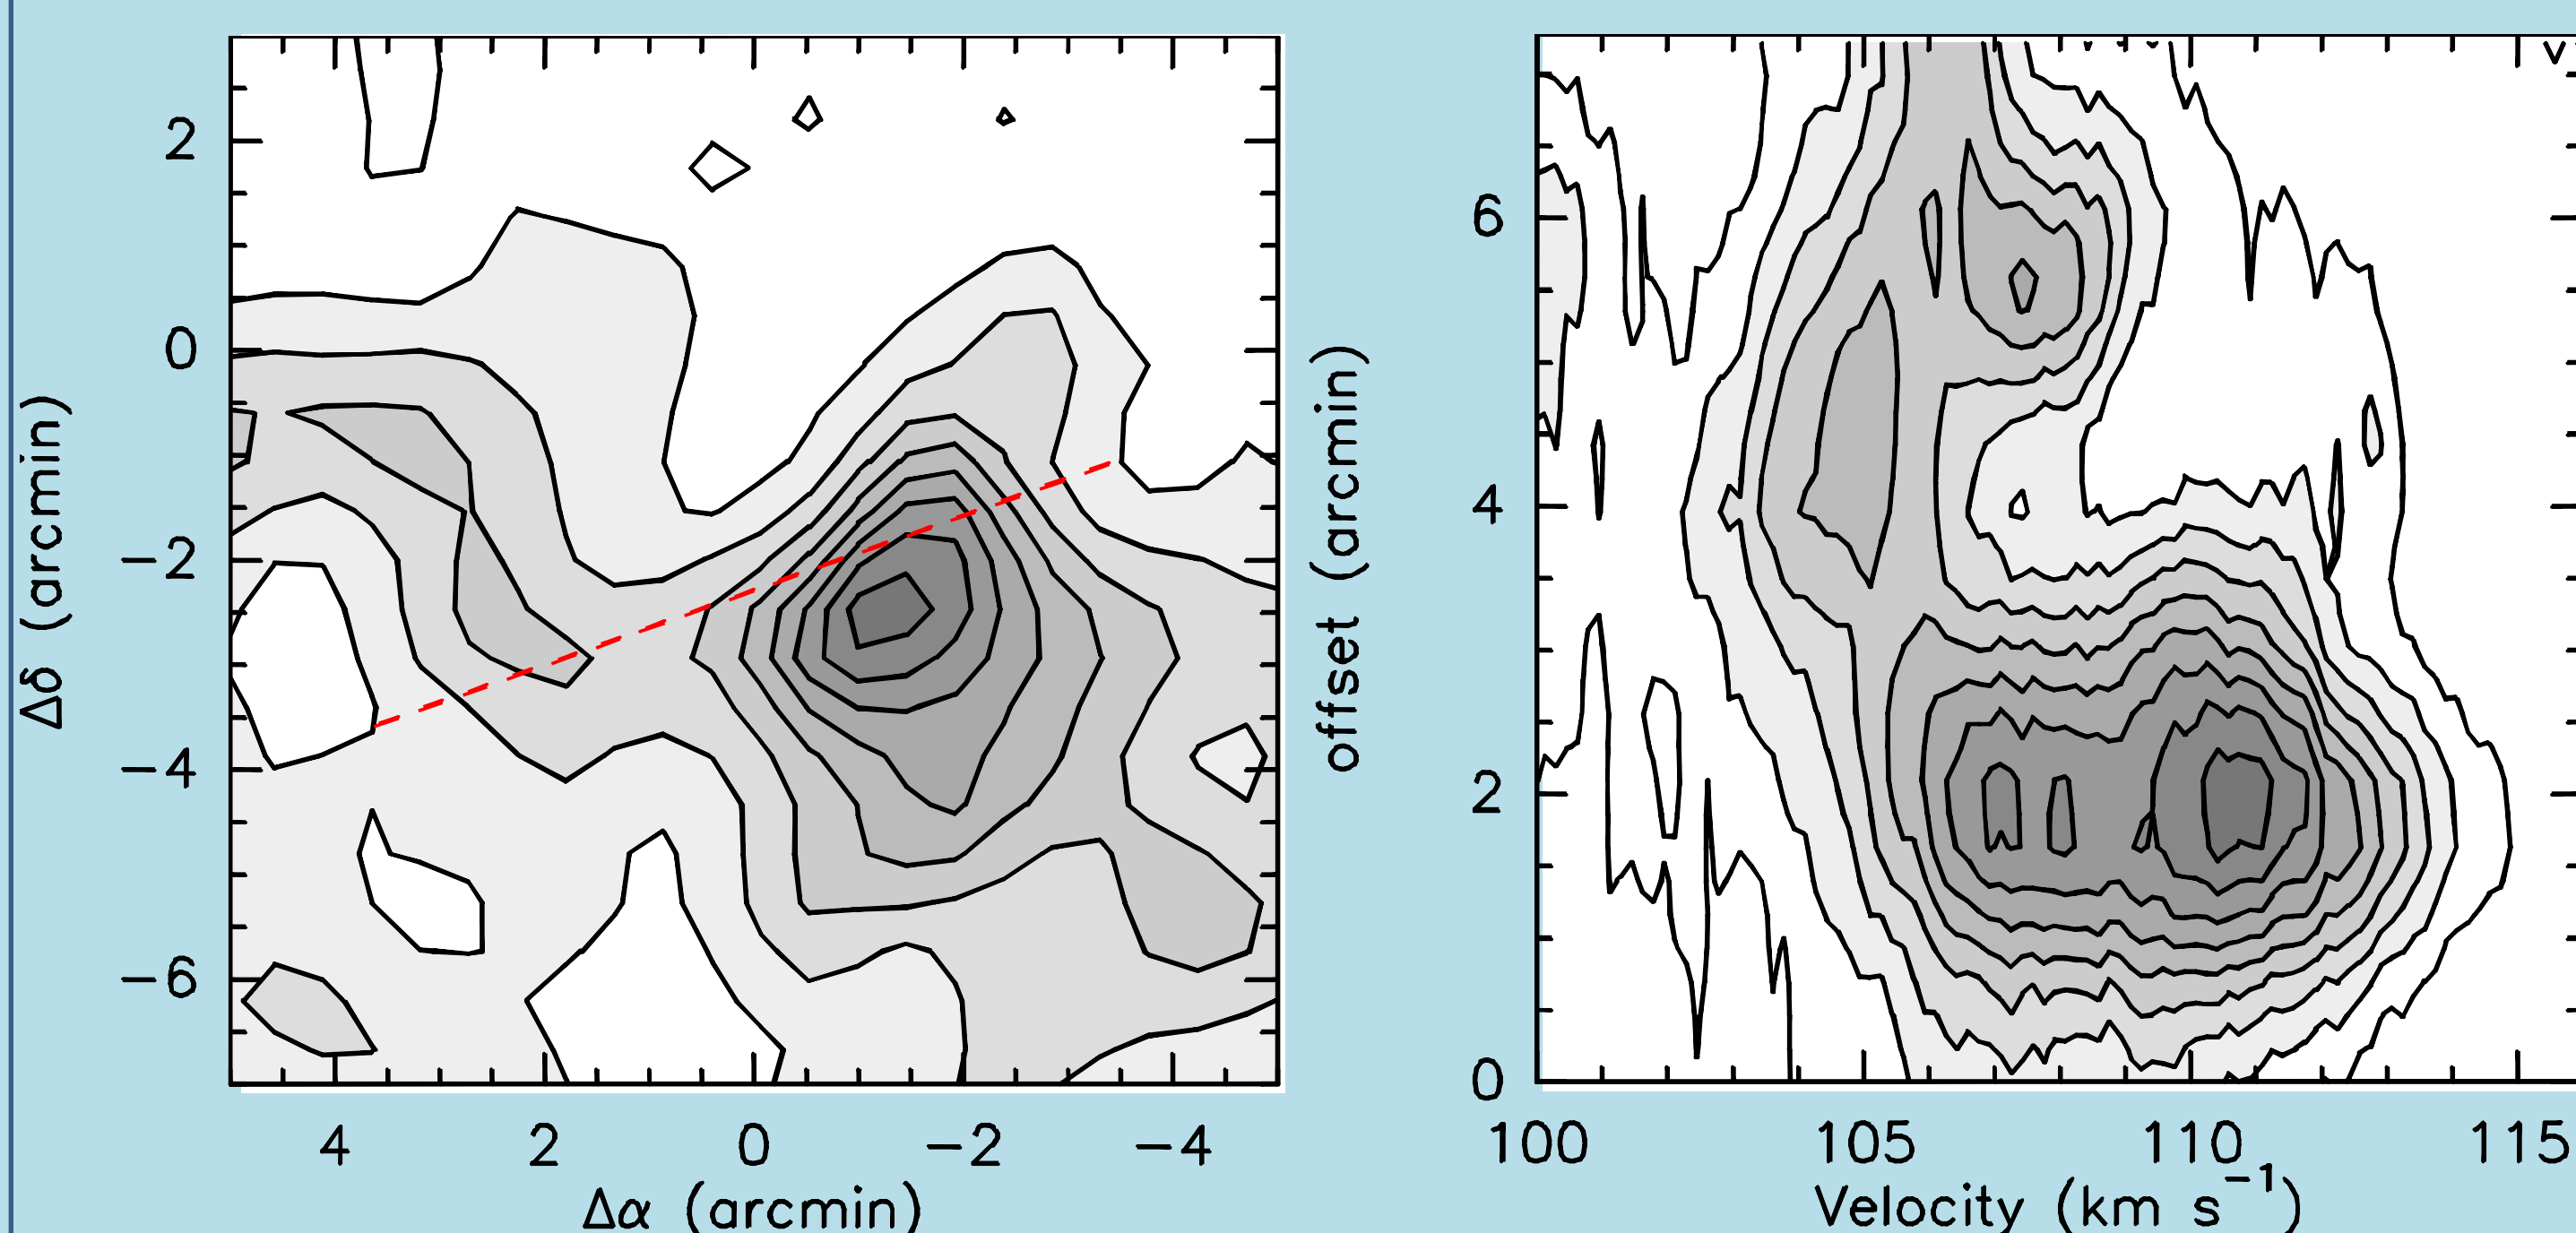 2
0
−2
−4
−6
Δδ (arcmin)
4 2 0 −2 −4
Δα (arcmin)
6
4
2
0
offset (arcmin)
100 105 110 115
Velocity (km s−1)